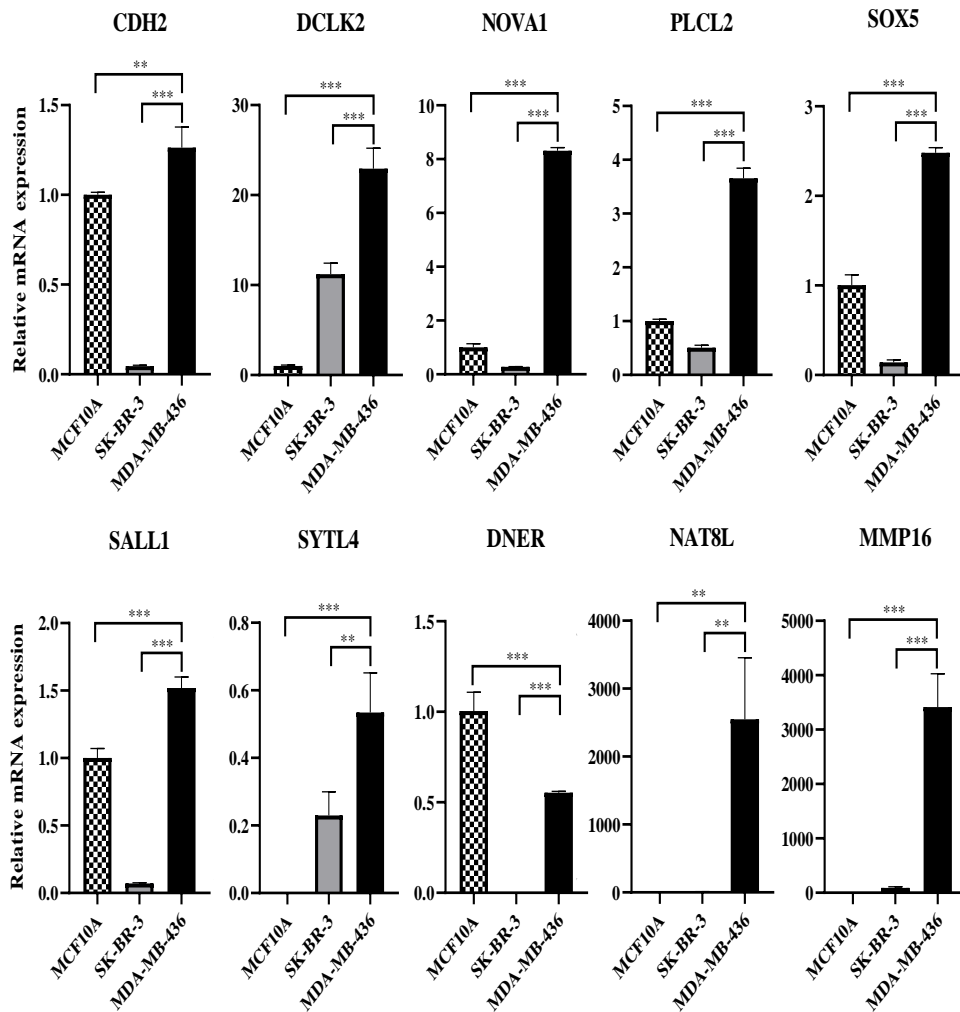 CDH2 DCLK2 NOVA1 PLCL2 SOX5
** *** *** *** ***
*** *** *** *** ***
Relative mRNA expression
1.5 30 10 5 3
8 4
1.0 20 6 3 2
0.5 10 4 2 1
2 1
0.0 0 0 0 0
MCF10A SK-BR-3 MDA-MB-436 MCF10A SK-BR-3 MDA-MB-436 MCF10A SK-BR-3 MDA-MB-436 MCF10A SK-BR-3 MDA-MB-436 MCF10A SK-BR-3 MDA-MB-436
SALL1 SYTL4 DNER NAT8L MMP16
*** *** *** ** ***
*** ** *** ** ***
Relative mRNA expression
2.0 0.8 1.5 4000 5000
1.5 0.6 3000 4000
1.0 0.4 1.0 2000 3000
0.5 0.2 0.5 1000 2000
1000
0.0 0.0 0.0 0 0
MCF10A SK-BR-3 MDA-MB-436 MCF10A SK-BR-3 MDA-MB-436 MCF10A SK-BR-3 MDA-MB-436 MCF10A SK-BR-3 MDA-MB-436 MCF10A SK-BR-3 MDA-MB-436